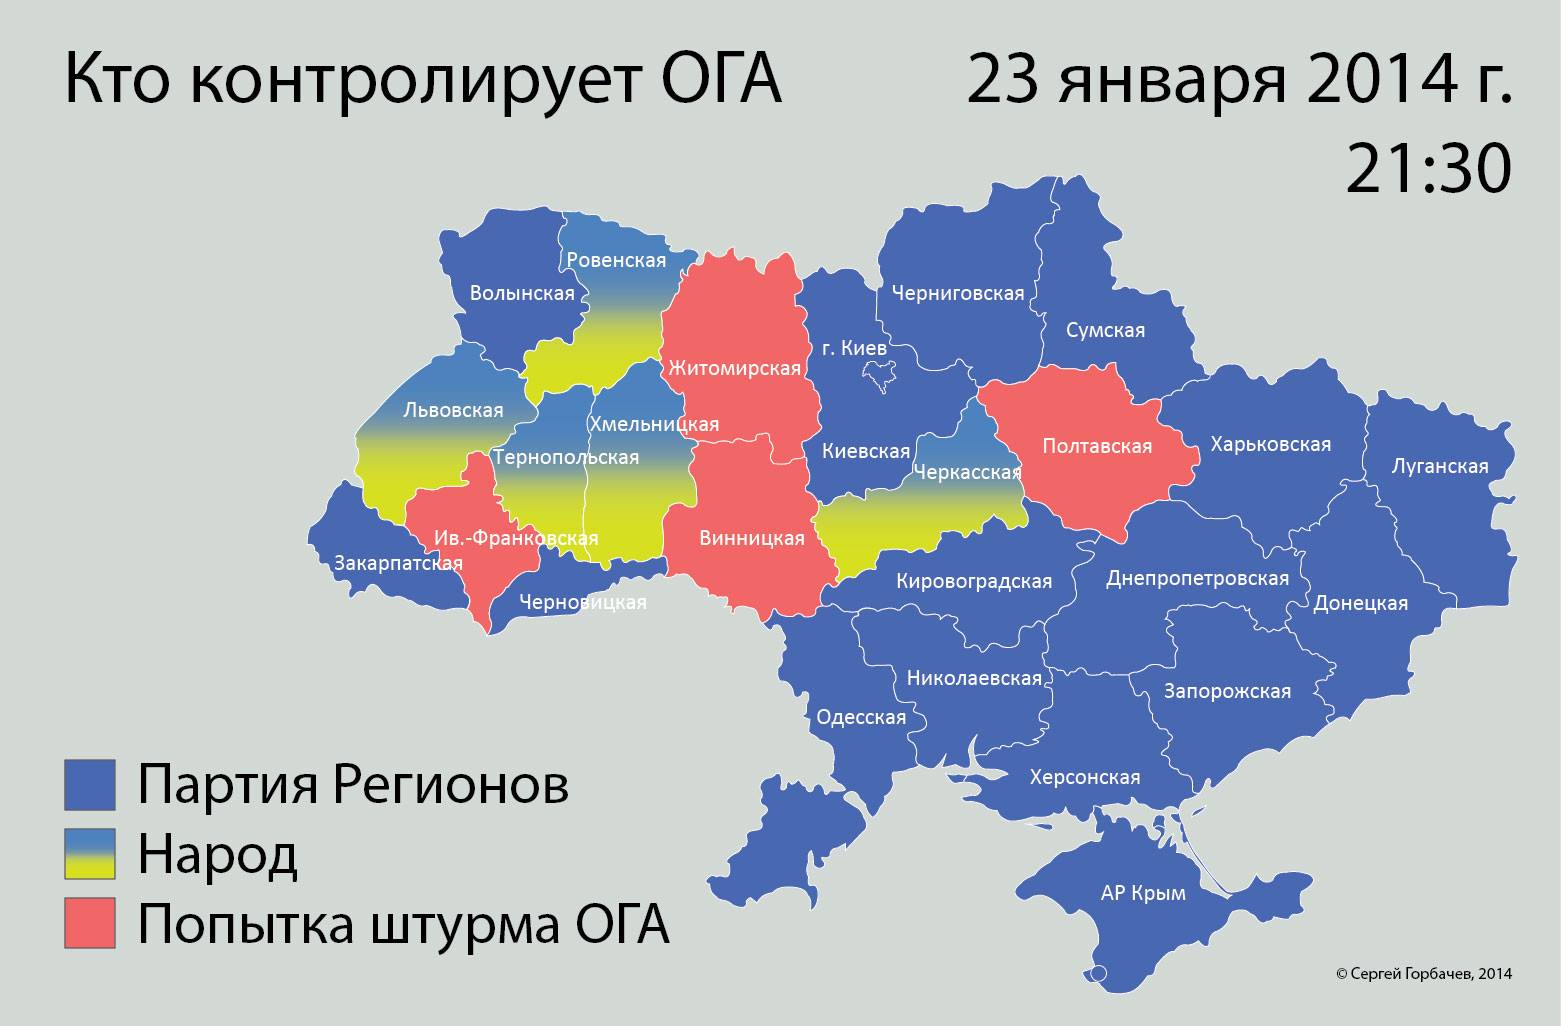 Кто контролирует ОГА
23 января 2014 г.
21:30
Ровенская
Волынская
Черниговская
Сумская
г. Киев
Житомирская
Львовская
Хмельницкая
Тернопольская
Киевская
Черкасская
Полтавская
Харьковская
Луганская
Ив.-Франковская
Винницкая
Закарпатская
Черновицкая
Кировоградская
Днепропетровская
Донецкая
Николаевская
Запорожская
Одесская
Херсонская
АР Крым
Партия Регионов
Народ
Попытка штурма ОГА
© Сергей Горбачев, 2014